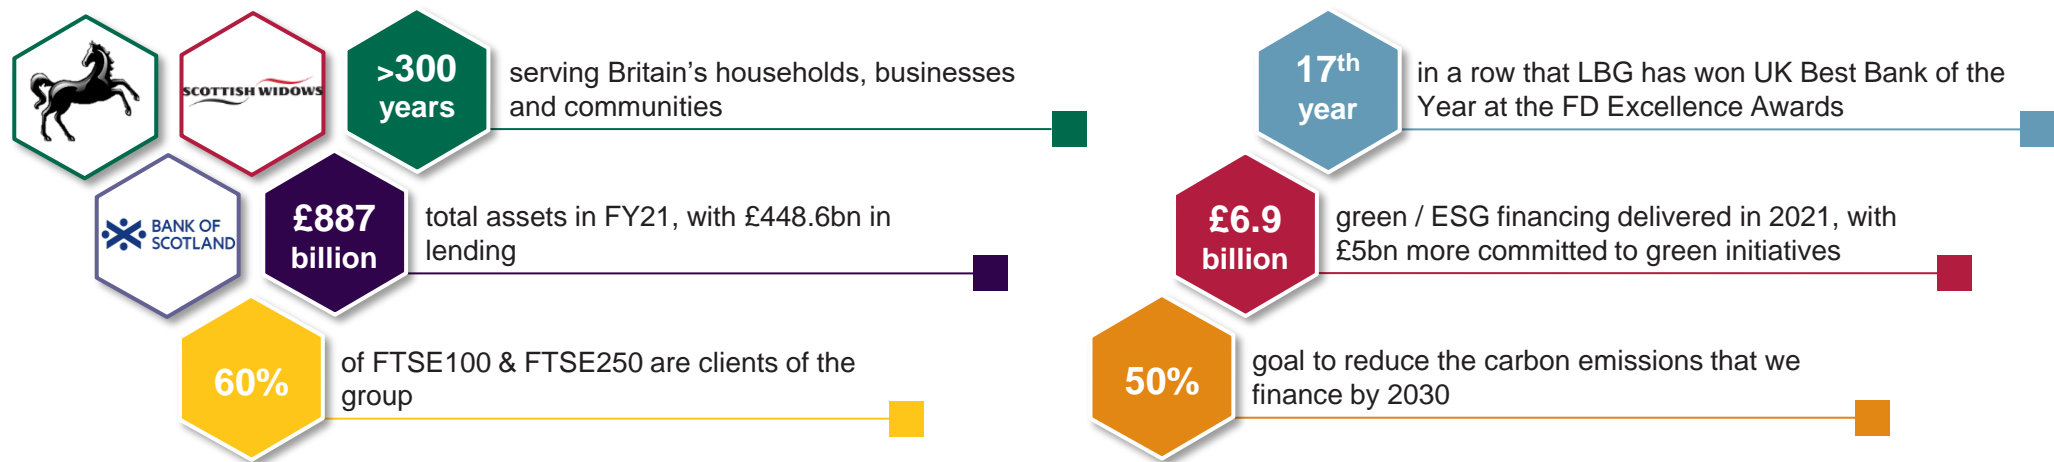 SCOTTISH WIDOWS
>300
years
serving Britain's households, businesses
and communities
BANK OF
SCOTLAND
£887
billion
total assets in FY21, with £448.6bn in
lending
60%
of FTSE100 & FTSE250 are clients of the
group
17th
year
in a row that LBG has won UK Best Bank of the
Year at the FD Excellence Awards
£6.9
billion
green / ESG financing delivered in 2021, with
£5bn more committed to green initiatives
50%
goal to reduce the carbon emissions that we
finance by 2030